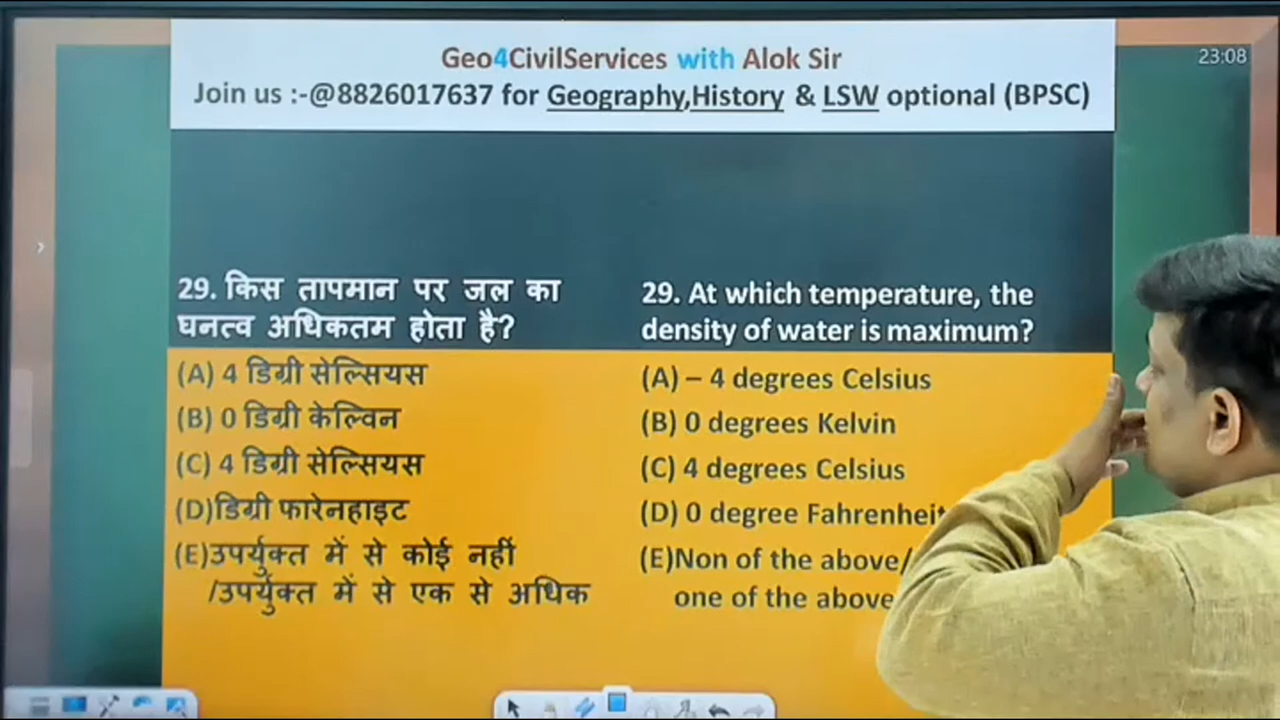 Geo4CivilServices with Alok Sir
Join us :-@8826017637 for Geography,History & LSW optional (BPSC)
23:08
29. किस तापमान पर जल का
घनत्व अधिकतम होता है?
(A) 4 डिग्री सेल्सियस
(B) 0 डिग्री केल्विन
(C) 4 डिग्री सेल्सियस
(D)डिग्री फारेनहाइट
(E)उपर्युक्त में से कोई नहीं
/उपर्युक्त में से एक से अधिक
29. At which temperature, the
density of water is maximum?
(A) – 4 degrees Celsius
(B) 0 degrees Kelvin
(C) 4 degrees Celsius
(D) 0 degree Fahrenheit
(E)Non of the above/
one of the above